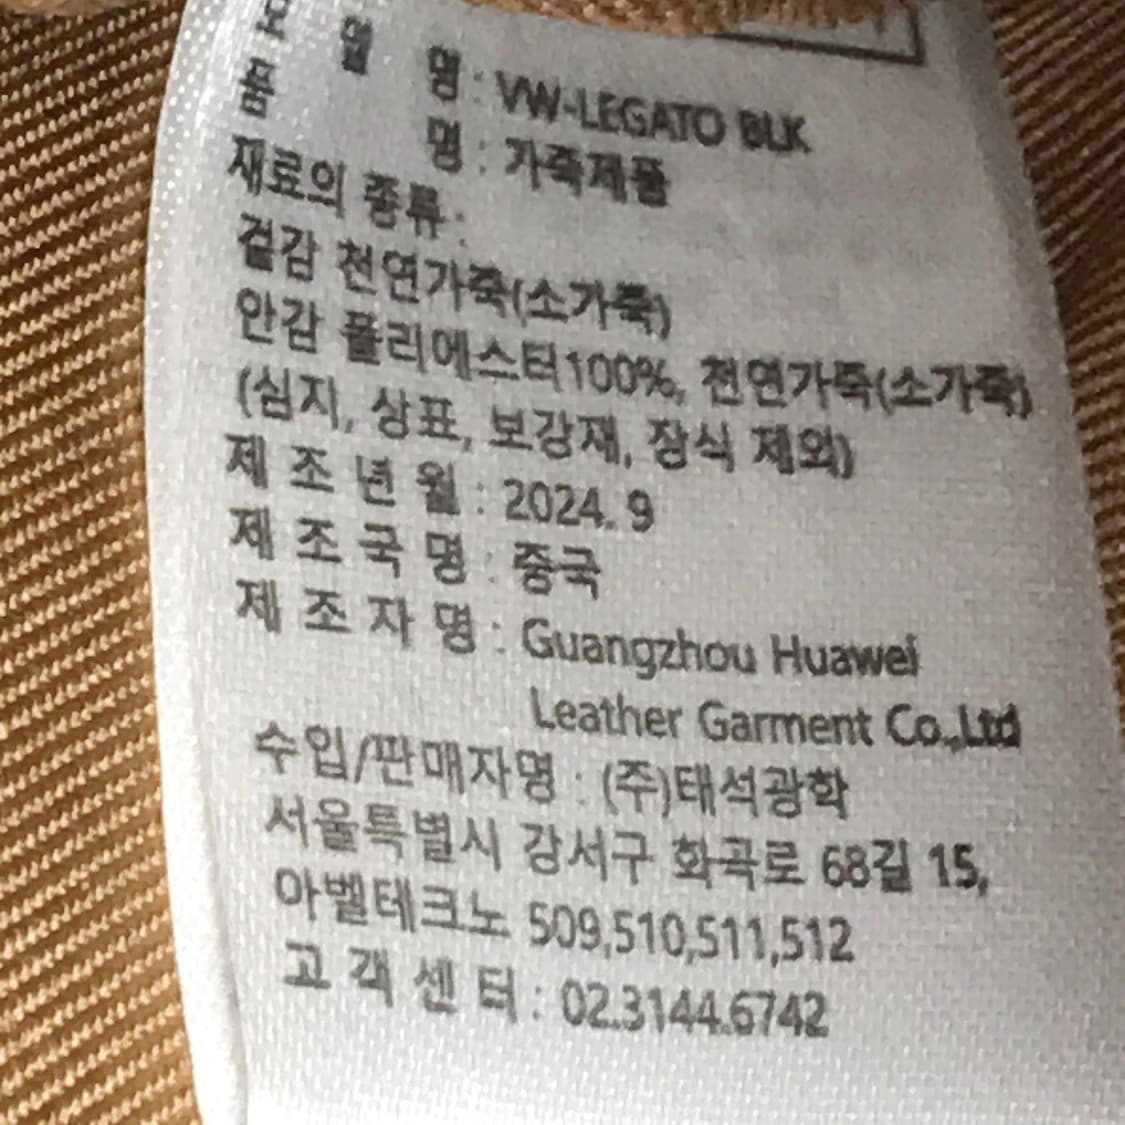 모 델 명 : VW-LEGATO BLK
품 명 : 가죽제품
재료의 종류 :
겉감 천연가죽(소가죽)
안감 폴리에스터100%, 천연가죽(소가죽)
(심지, 상표, 보강재, 장식 제외)
제 조 년 월 : 2024. 9
제 조 국 명 : 중국
제 조 자 명 : Guangzhou Huawei
Leather Garment Co.,Ltd
수입/판매자명 : (주)태석광학
서울특별시 강서구 화곡로 68길 15,
아벨테크노 509,510,511,512
고 객 센 터 : 02.3144.6742